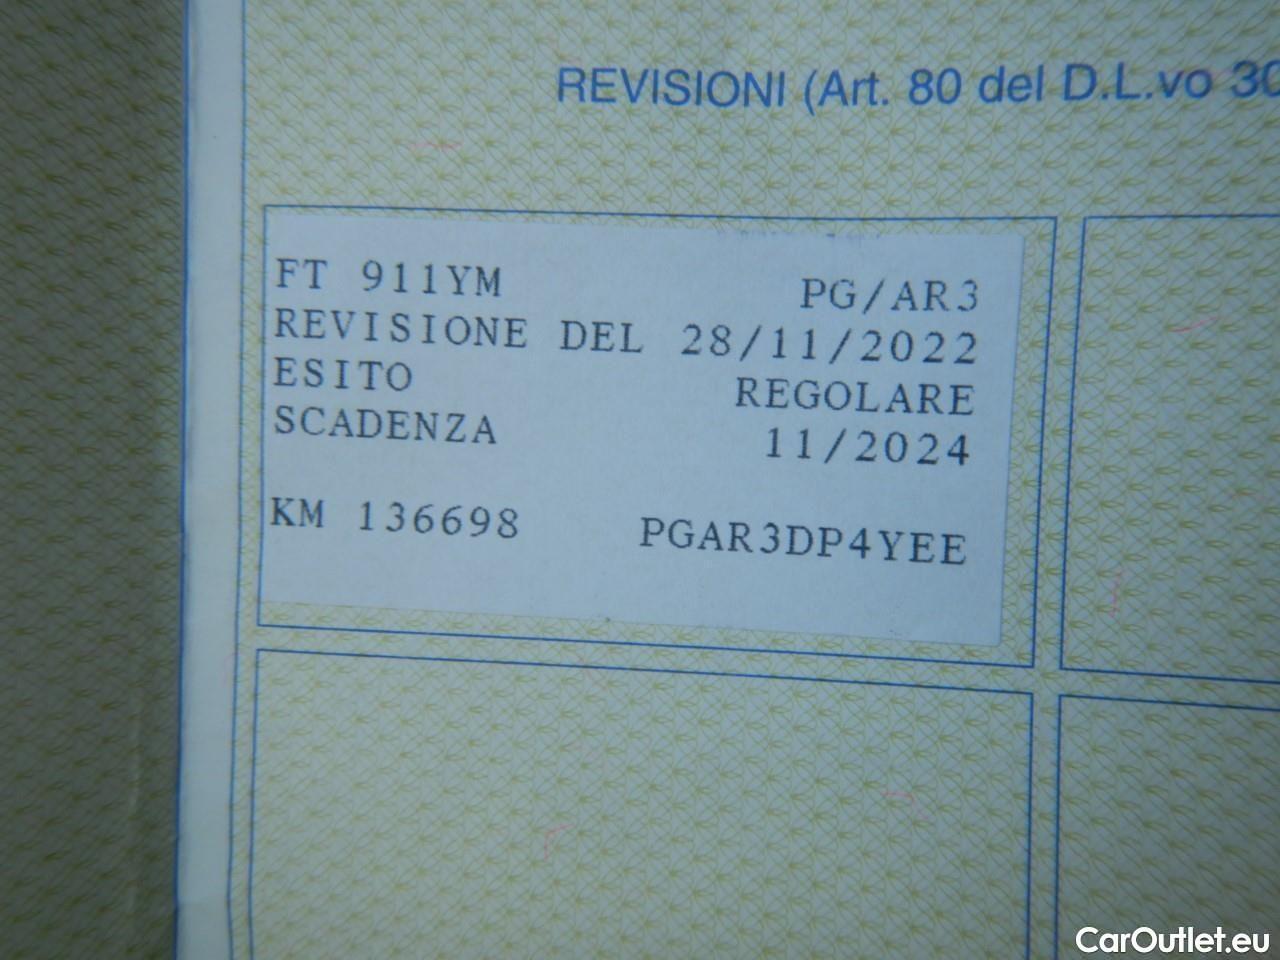 REVISIONI (Art. 80 del D.L.vo 30
FT 911YM PG/AR3
REVISIONE DEL 28/11/2022
ESITO REGOLARE
SCADENZA 11/2024
KM 136698 PGAR3DP4YEE
CarOutlet.eu